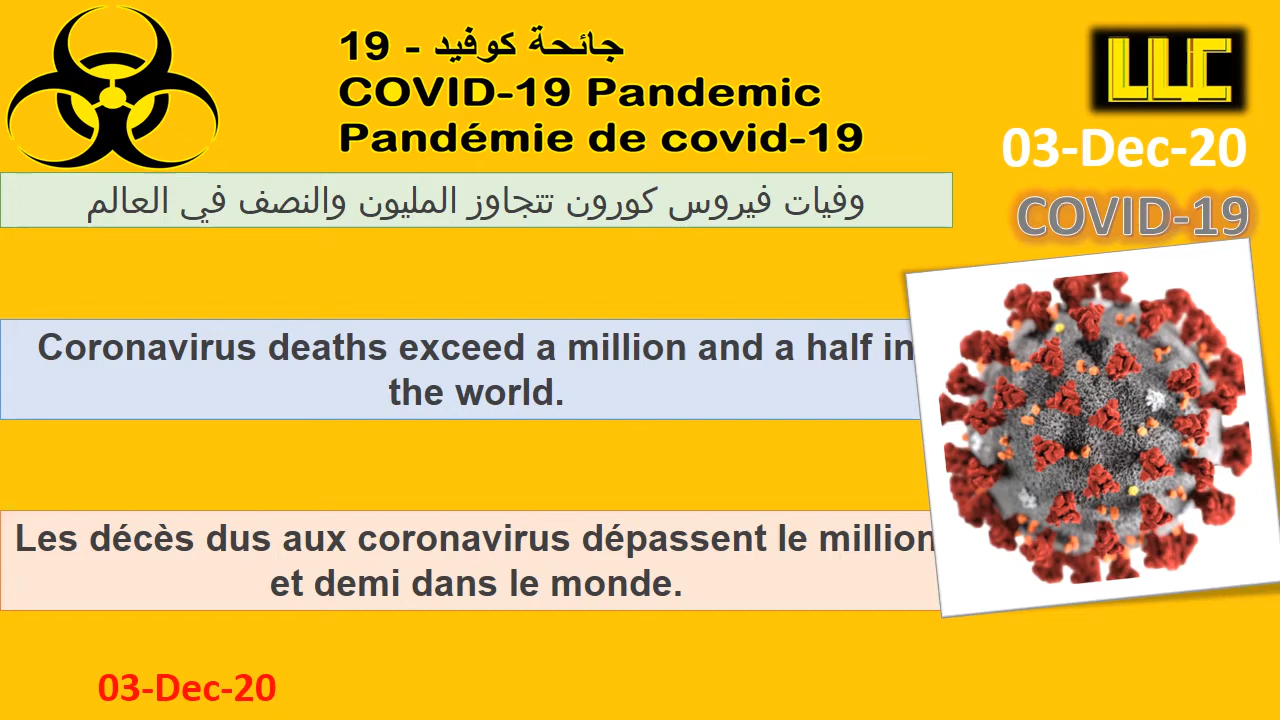 جائحة كوفيد - 19
COVID-19 Pandemic
Pandémie de covid-19
LLC
03-Dec-20
COVID-19
وفيات فيروس كورون تتجاوز المليون والنصف في العالم
Coronavirus deaths exceed a million and a half in
the world.
Les décès dus aux coronavirus dépassent le million
et demi dans le monde.
03-Dec-20